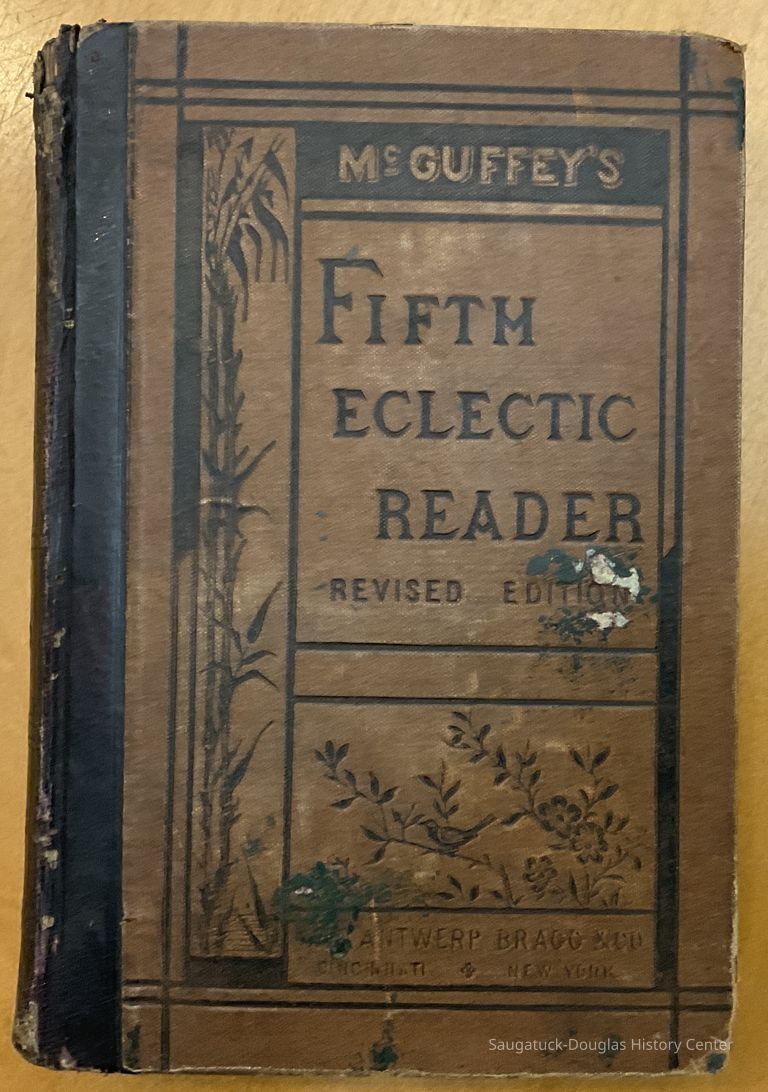 McGUFFEY'S
FIFTH
ECLECTIC
READER
REVISED EDITION
ANTWERP BRAGG & CO
CINCINNATI NEW YORK
Saugatuck-Douglas History Center